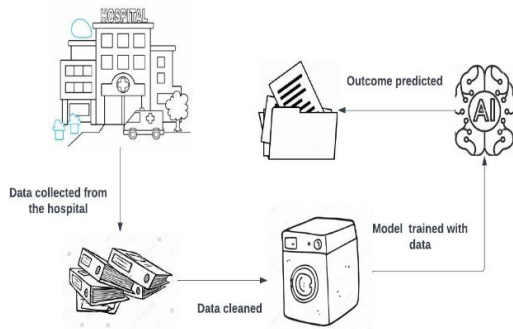 HOSPITAL
Outcome predicted
AI
Data collected from
the hospital
Model trained with
data
Data cleaned